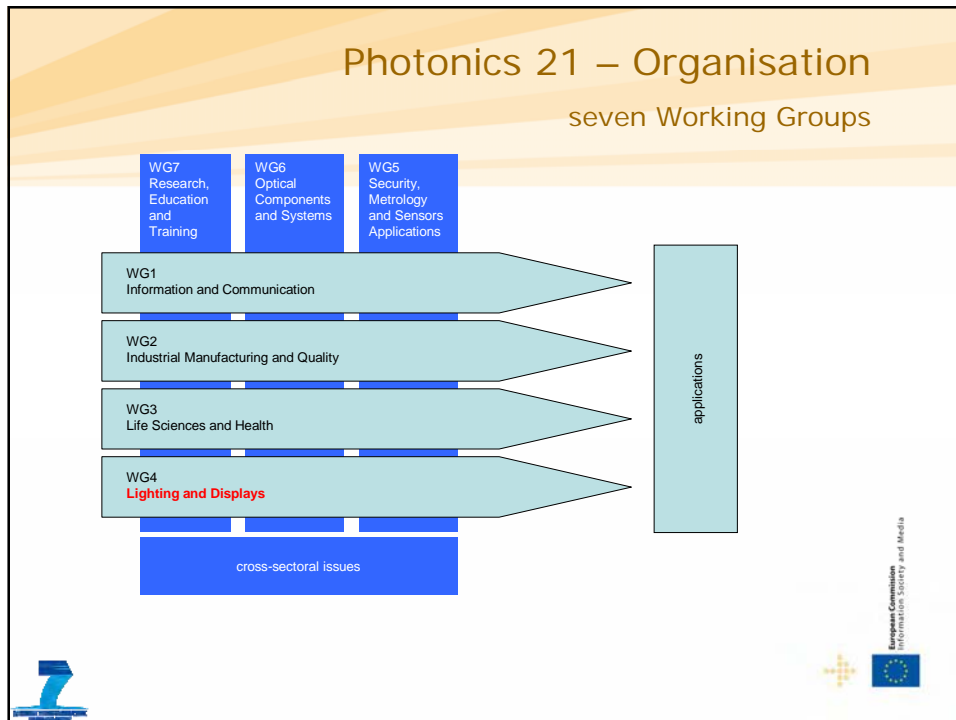 Photonics 21 – Organisation
seven Working Groups
WG7
Research,
Education
and
Training
WG6
Optical
Components
and Systems
WG5
Security,
Metrology
and Sensors
Applications
WG1
Information and Communication
WG2
Industrial Manufacturing and Quality
WG3
Life Sciences and Health
WG4
Lighting and Displays
applications
cross-sectoral issues
European Commission
Information Society and Media
7